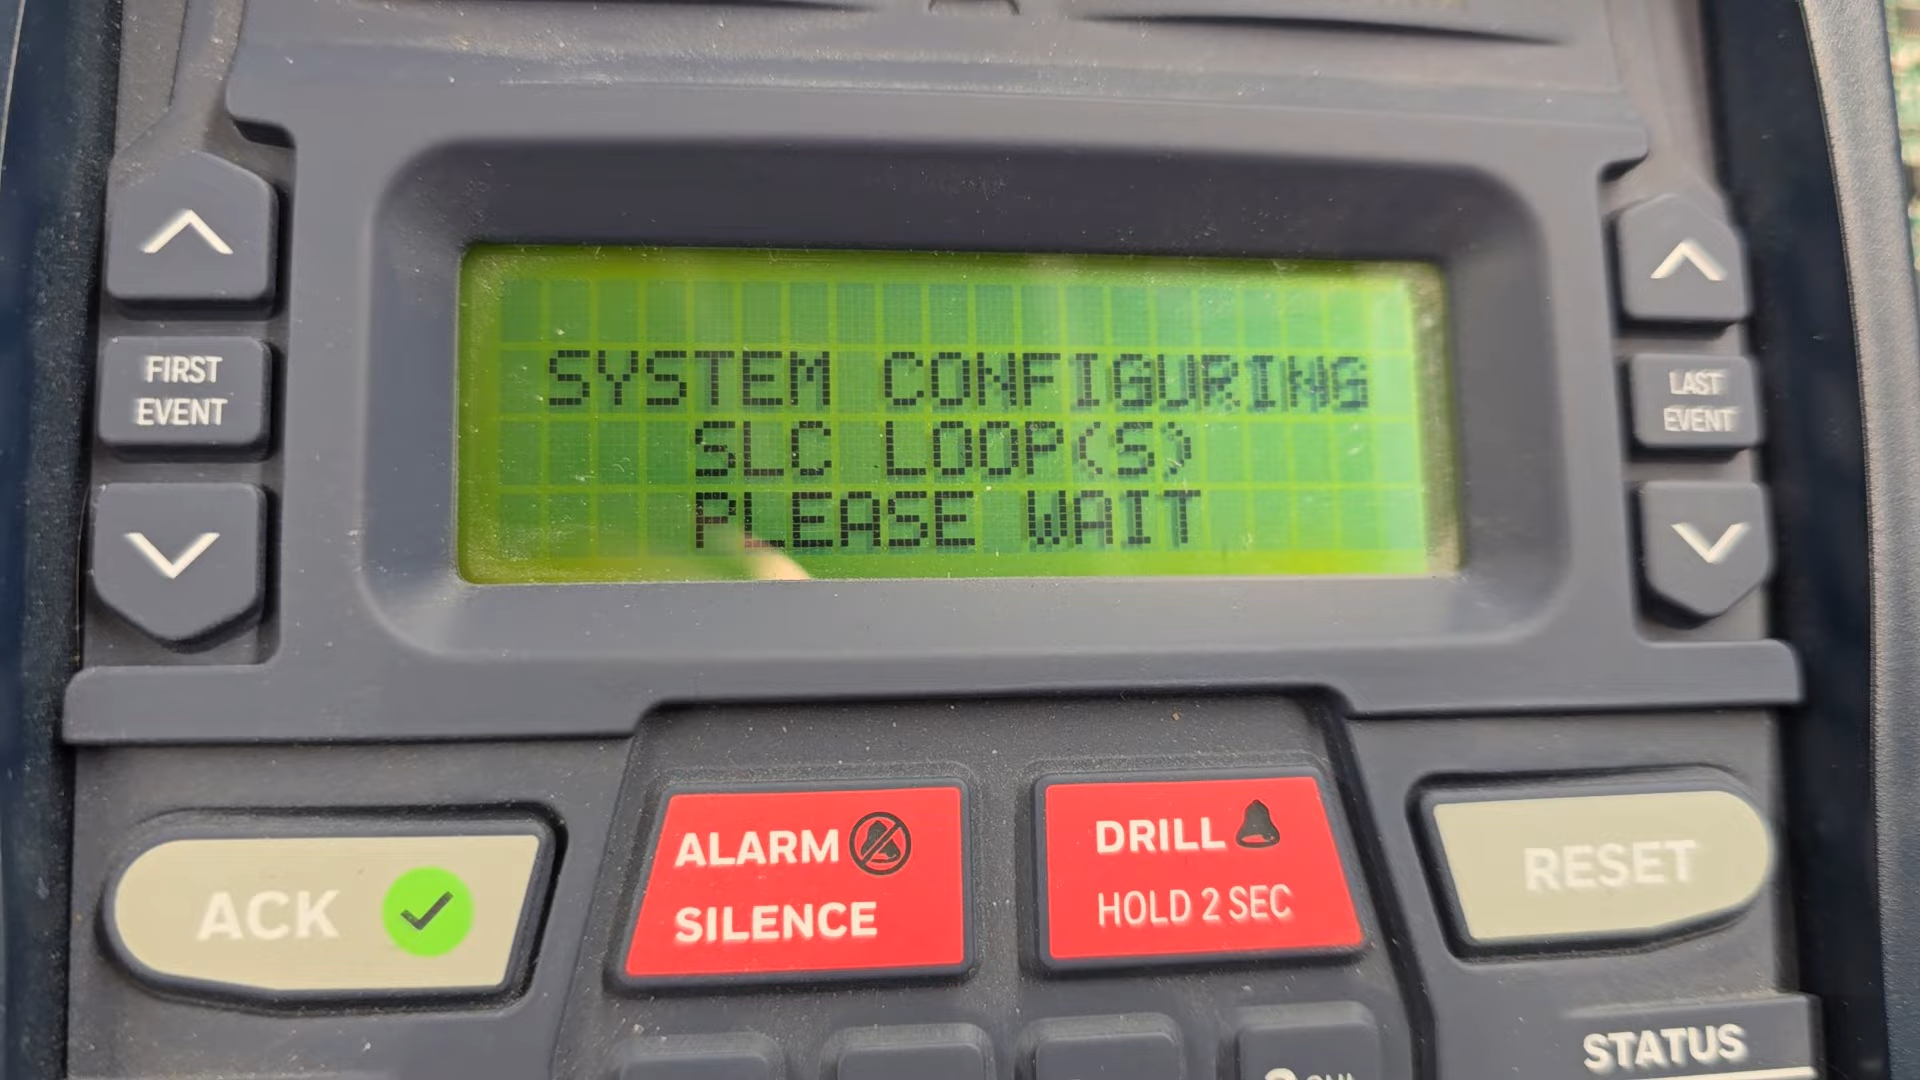 FIRST
EVENT
SYSTEM CONFIGURING
SLC LOOP(S)
PLEASE WAIT
LAST
EVENT
ACK
ALARM
SILENCE
DRILL
HOLD 2 SEC
RESET
STATUS